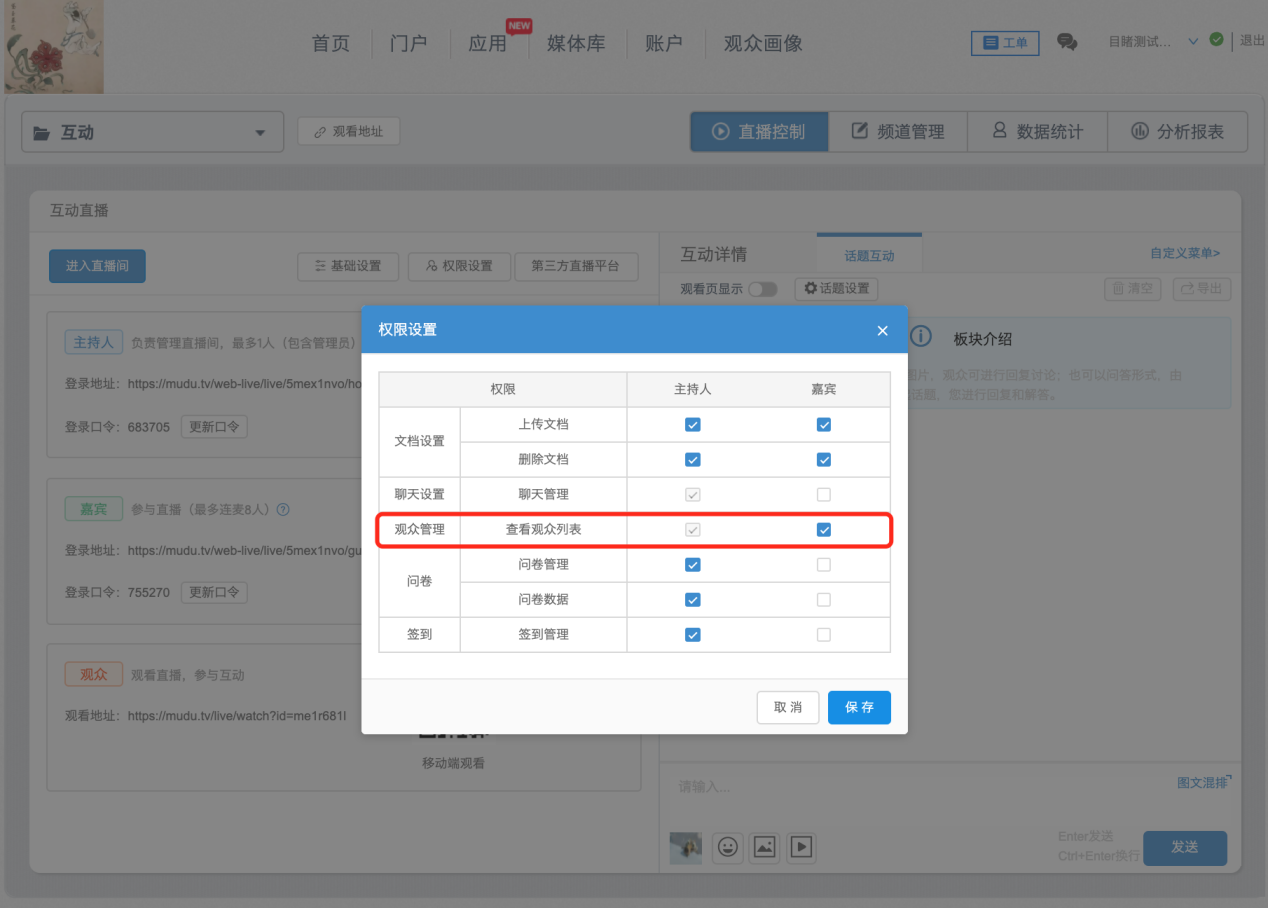 首页
门户
应用
NEW
媒体库
账户
观众画像
工单
目睹测试...
退出
互动
观看地址
直播控制
频道管理
数据统计
分析报表
互动直播
进入直播间
基础设置
权限设置
第三方直播平台
互动详情
话题互动
自定义菜单>
观看页显示
话题设置
清空
导出
主持人
负责管理直播间，最多1人（包含管理员）
登录地址：https://mudu.tv/web-live/live/5mex1nvo/ho
登录口令：683705
更新口令
嘉宾
参与直播（最多连麦8人）
登录地址：https://mudu.tv/web-live/live/5mex1nvo/gu
登录口令：755270
更新口令
观众
观看直播，参与互动
观看地址：https://mudu.tv/live/watch?id=me1r681l
移动端观看
权限设置
权限 主持人 嘉宾
文档设置
上传文档
删除文档
聊天设置 聊天管理
观众管理 查看观众列表
问卷
问卷管理
问卷数据
签到 签到管理
取 消
保 存
板块介绍
图片，观众可进行回复讨论；也可以问答形式，由
话题，您进行回复和解答。
请输入...
图文混排
Enter发送
Ctrl+Enter换行
发送